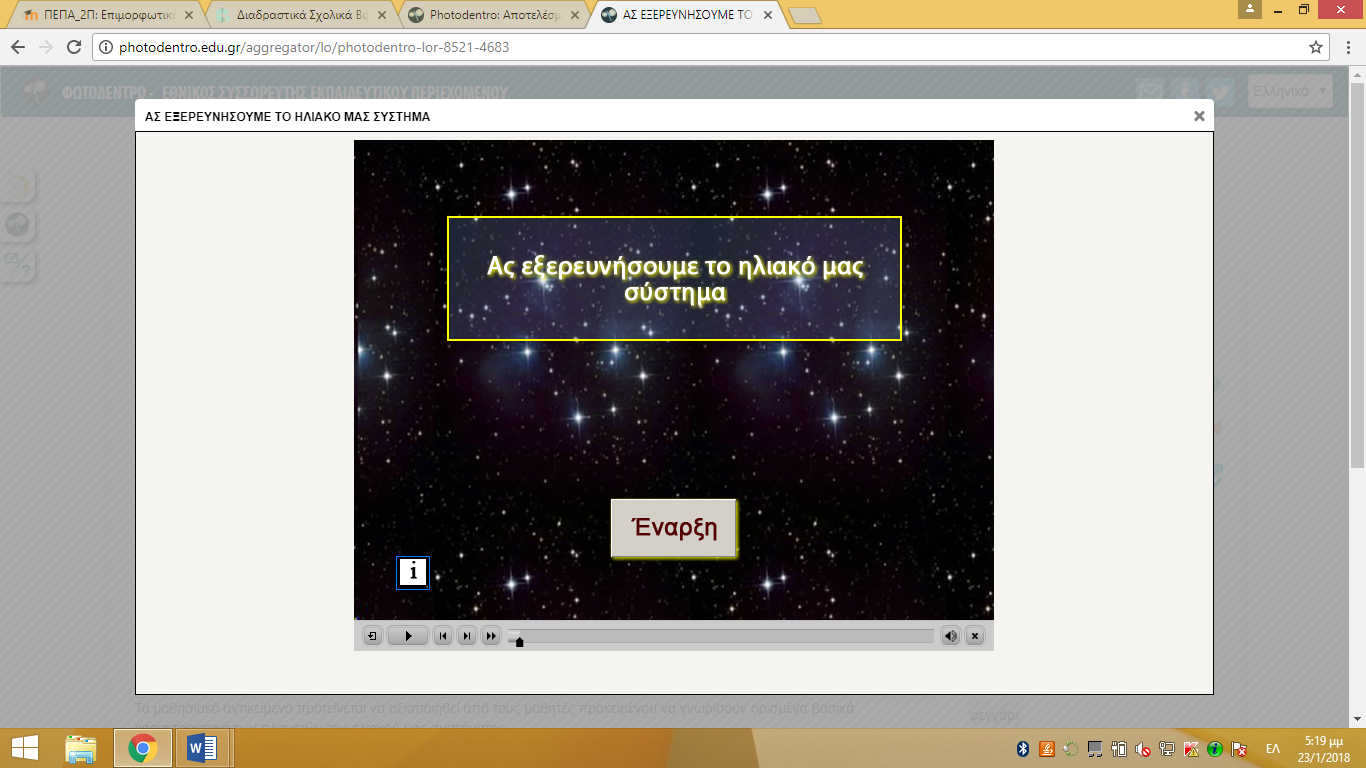 ΠΕΠΑ_2Π: Επιμορφωτικ
Διαδραστικά Σχολικά Βι
Photodentro: Αποτελέσμ
ΑΣ ΕΞΕΡΕΥΝΗΣΟΥΜΕ ΤΟ
photodentro.edu.gr/aggregator/lo/photodentro-lor-8521-4683
ΦΩΤΟΔΕΝΤΡΟ - ΕΘΝΙΚΟΣ ΣΥΣΣΩΡΕΥΤΗΣ ΕΚΠΑΙΔΕΥΤΙΚΟΥ ΠΕΡΙΕΧΟΜΕΝΟΥ
Ελληνικά
ΑΣ ΕΞΕΡΕΥΝΗΣΟΥΜΕ ΤΟ ΗΛΙΑΚΟ ΜΑΣ ΣΥΣΤΗΜΑ
Ας εξερευνήσουμε το ηλιακό μας
σύστημα
Έναρξη
i
Το μαθησιακό αντικείμενο προτείνεται να αξιοποιηθεί από τους μαθητές προκειμένου να γνωρίσουν ορισμένα βασικά
φεγγάρι
ΕΛ
5:19 μμ
23/1/2018